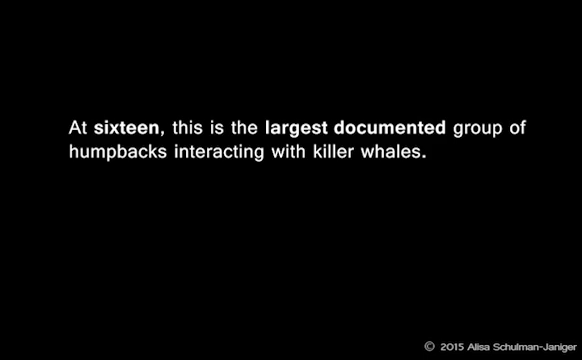 At sixteen, this is the largest documented group of
humpbacks interacting with killer whales.
© 2015 Alisa Schulman-Janiger